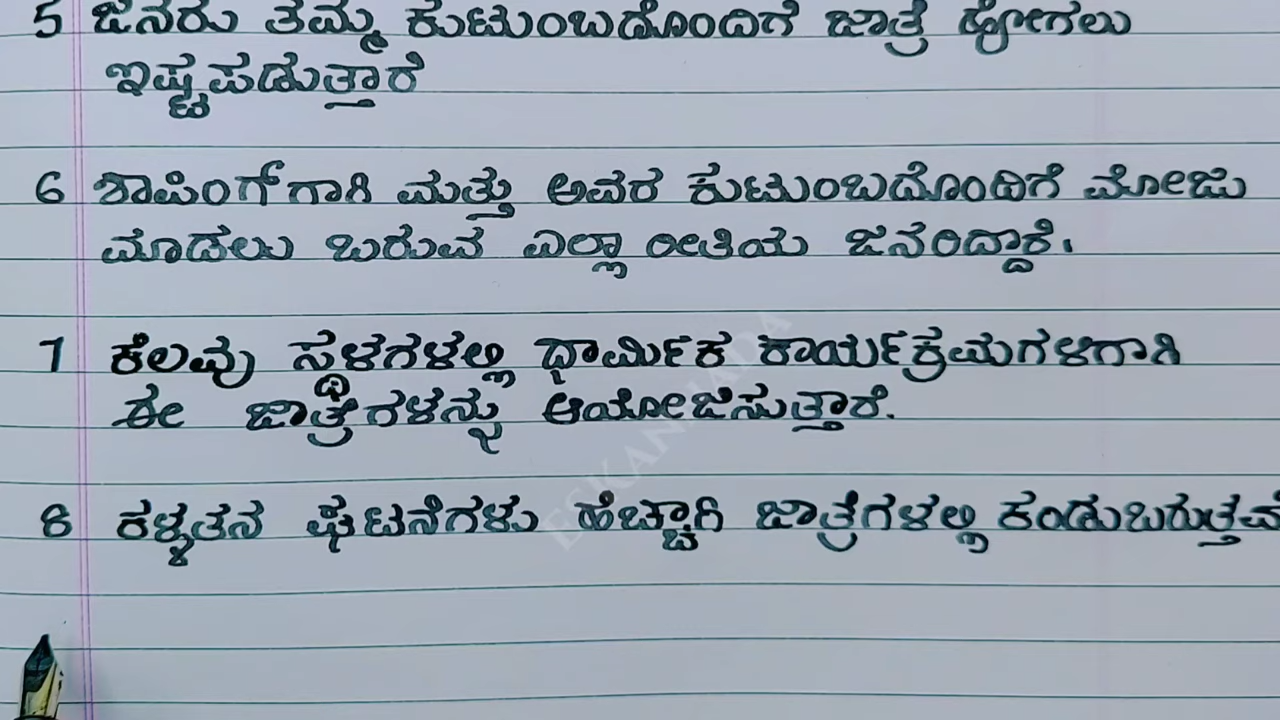 5 ಜನರು ತಮ್ಮ ಕುಟುಂಬದೊಂದಿಗೆ ಜಾತ್ರೆ ಹೋಗಲು
ಇಷ್ಟಪಡುತ್ತಾರೆ
6 ಶಾಪಿಂಗ್‌ಗಾಗಿ ಮತ್ತು ಅವರ ಕುಟುಂಬದೊಂದಿಗೆ ಮೋಜು
ಮಾಡಲು ಬರುವ ಎಲ್ಲಾ ರೀತಿಯ ಜನರಿದ್ದಾರೆ.
7 ಕೆಲವು ಸ್ಥಳಗಳಲ್ಲಿ ಧಾರ್ಮಿಕ ಕಾರ್ಯಕ್ರಮಗಳಿಗಾಗಿ
ಈ ಜಾತ್ರೆಗಳನ್ನು ಆಯೋಜಿಸುತ್ತಾರೆ.
8 ಕಳ್ಳತನ ಘಟನೆಗಳು ಹೆಚ್ಚಾಗಿ ಜಾತ್ರೆಗಳಲ್ಲಿ ಕಂಡುಬರುತ್ತವೆ